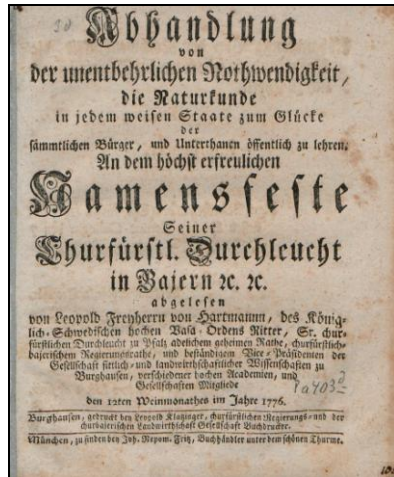 Abhandlung
von
der unentbehrlichen Nothwendigkeit,
die Naturkunde
in jedem weisen Staate zum Glücke
der
sämmtlichen Bürger, und Unterthanen öffentlich zu lehren.
An dem höchst erfreulichen
Namensfeste
Seiner
Churfürstl. Durchleucht
in Bajern ꝛc. ꝛc.
abgelesen
von Leopold Freyherrn von Hartmann, des König-
lich-Schwedischen hohen Vasa-Ordens Ritter, Sr. chur-
fürstlichen Durchleucht zu Pfalz adelichem geheimen Rathe, churfürstlich-
bajerischem Regierungsrathe, und beständigem Vice-Präsidenten der
Gesellschaft sittlich- und landwirthschaftlicher Wissenschaften zu
Burghausen, verschiedener hohen Academien, und
Gesellschaften Mitgliede
den 12ten Weinmonathes im Jahre 1776.
Burghausen, gedruckt bey Leopold Klatzinger, churfürstlichen Regierungs- und der
churbaierischen Landwirthschaft Gesellschaft Buchdrucker.
München, zu finden bey Joh. Nepom. Fritz, Buchhändler unter dem schönen Thurme.